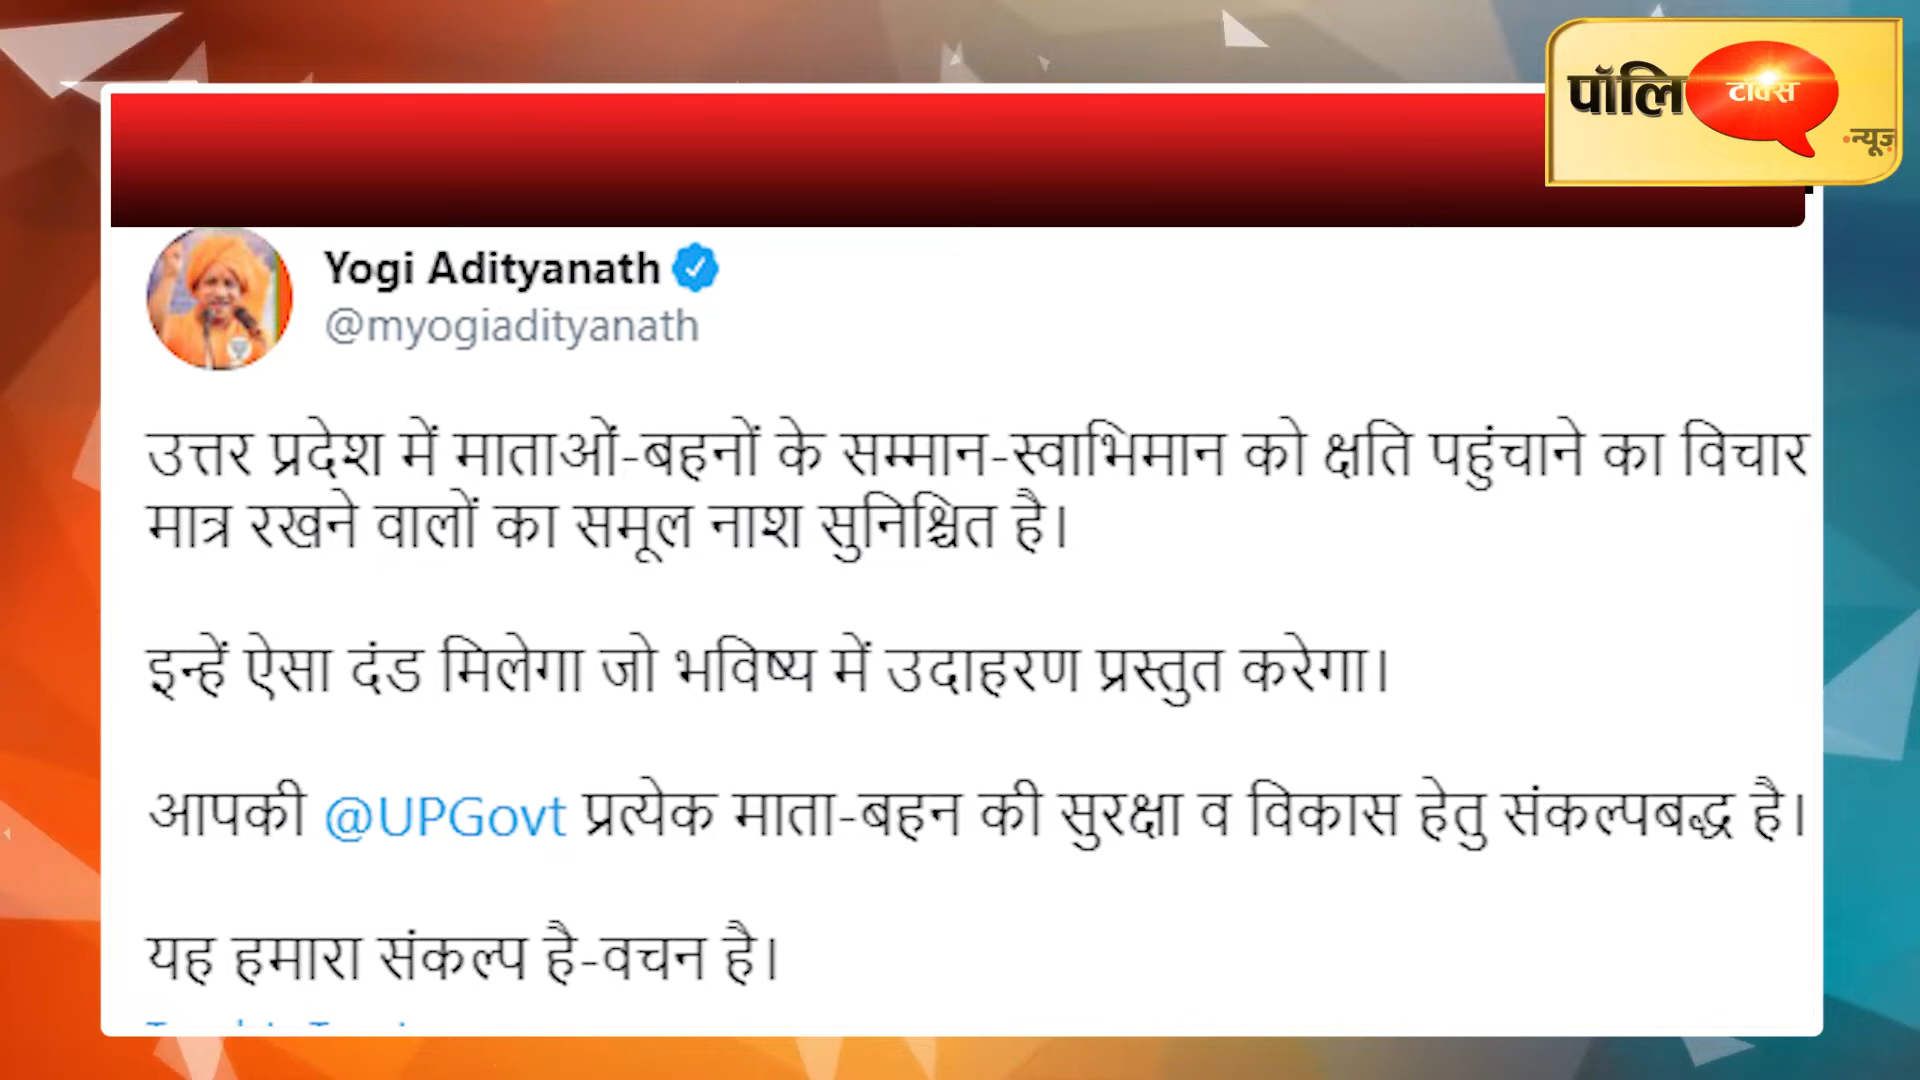 पॉलि टॉक्स
न्यूज़
Yogi Adityanath
@myogiadityanath
उत्तर प्रदेश में माताओं-बहनों के सम्मान-स्वाभिमान को क्षति पहुंचाने का विचार
मात्र रखने वालों का समूल नाश सुनिश्चित है।
इन्हें ऐसा दंड मिलेगा जो भविष्य में उदाहरण प्रस्तुत करेगा।
आपकी @UPGovt प्रत्येक माता-बहन की सुरक्षा व विकास हेतु संकल्पबद्ध है।
यह हमारा संकल्प है-वचन है।